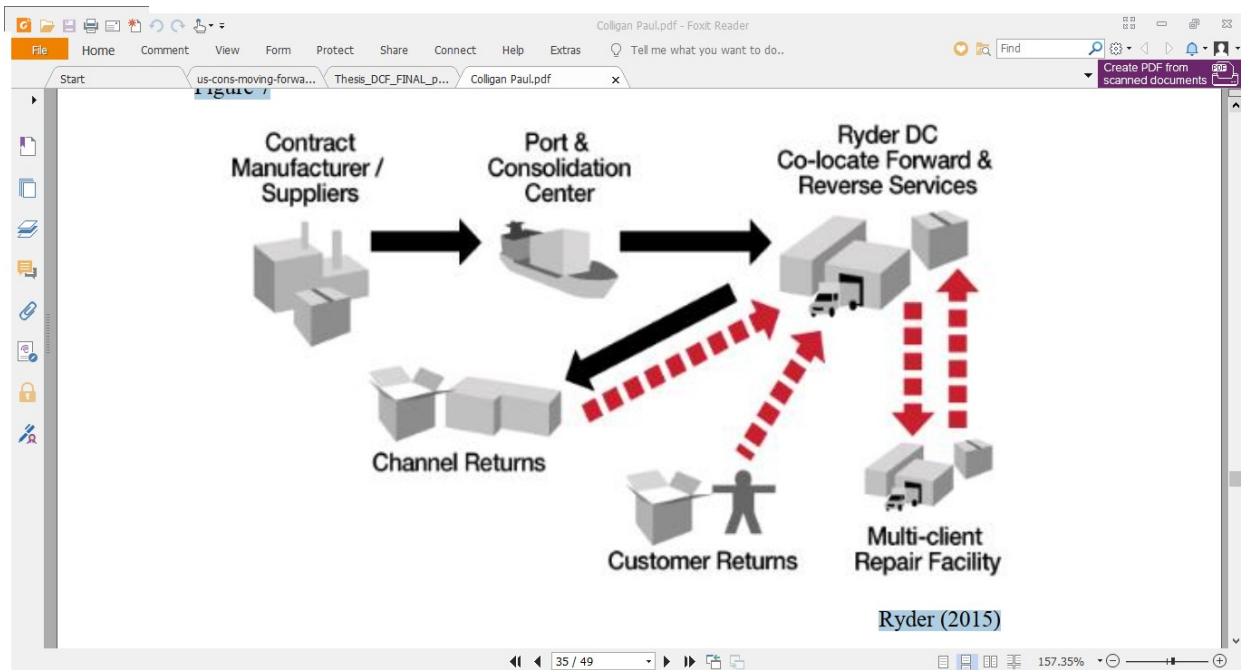 Colligan Paul.pdf - Foxit Reader
File Home Comment View Form Protect Share Connect Help Extras Tell me what you want to do.. Find
Start us-cons-moving-forwa... Thesis_DCF_FINAL_p... Colligan Paul.pdf x
Create PDF from
scanned documents
PDF
Figure 7
Contract
Manufacturer /
Suppliers
Port &
Consolidation
Center
Ryder DC
Co-locate Forward &
Reverse Services
Channel Returns
Customer Returns
Multi-client
Repair Facility
Ryder (2015)
35 / 49
157.35%